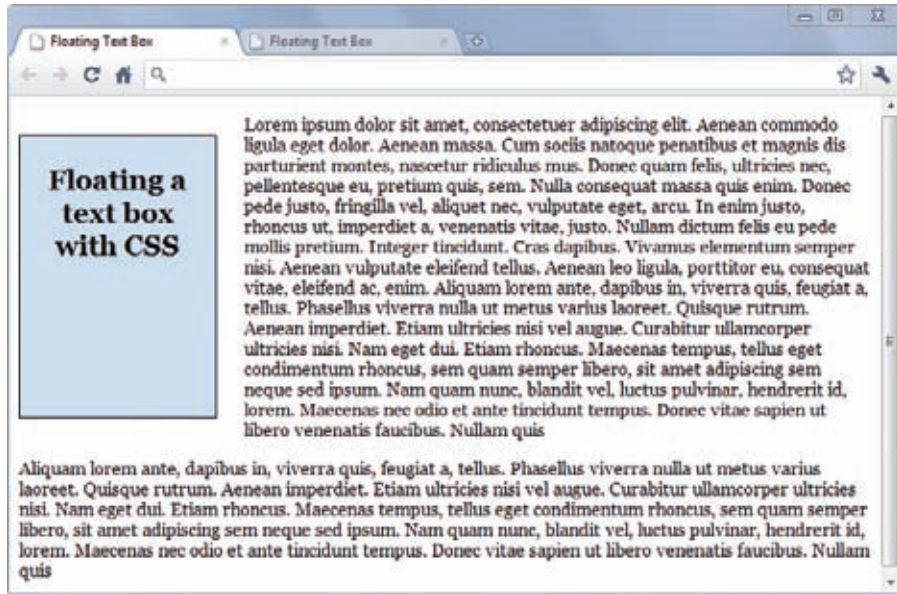 Floating Text Box
Floating Text Box
Floating a
text box
with CSS
Lorem ipsum dolor sit amet, consectetuer adipiscing elit. Aenean commodo
ligula eget dolor. Aenean massa. Cum sociis natoque penatibus et magnis dis
parturient montes, nascetur ridiculus mus. Donec quam felis, ultricies nec,
pellentesque eu, pretium quis, sem. Nulla consequat massa quis enim. Donec
pede justo, fringilla vel, aliquet nec, vulputate eget, arcu. In enim justo,
rhoncus ut, imperdiet a, venenatis vitae, justo. Nullam dictum felis eu pede
mollis pretium. Integer tincidunt. Cras dapibus. Vivamus elementum semper
nisi. Aenean vulputate eleifend tellus. Aenean leo ligula, porttitor eu, consequat
vitae, eleifend ac, enim. Aliquam lorem ante, dapibus in, viverra quis, feugiat a,
tellus. Phasellus viverra nulla ut metus varius laoreet. Quisque rutrum.
Aenean imperdiet. Etiam ultricies nisi vel augue. Curabitur ullamcorper
ultricies nisi. Nam eget dui. Etiam rhoncus. Maecenas tempus, tellus eget
condimentum rhoncus, sem quam semper libero, sit amet adipiscing sem
neque sed ipsum. Nam quam nunc, blandit vel, luctus pulvinar, hendrerit id,
lorem. Maecenas nec odio et ante tincidunt tempus. Donec vitae sapien ut
libero venenatis faucibus. Nullam quis
Aliquam lorem ante, dapibus in, viverra quis, feugiat a, tellus. Phasellus viverra nulla ut metus varius
laoreet. Quisque rutrum. Aenean imperdiet. Etiam ultricies nisi vel augue. Curabitur ullamcorper ultricies
nisi. Nam eget dui. Etiam rhoncus. Maecenas tempus, tellus eget condimentum rhoncus, sem quam semper
libero, sit amet adipiscing sem neque sed ipsum. Nam quam nunc, blandit vel, luctus pulvinar, hendrerit id,
lorem. Maecenas nec odio et ante tincidunt tempus. Donec vitae sapien ut libero venenatis faucibus. Nullam
quis